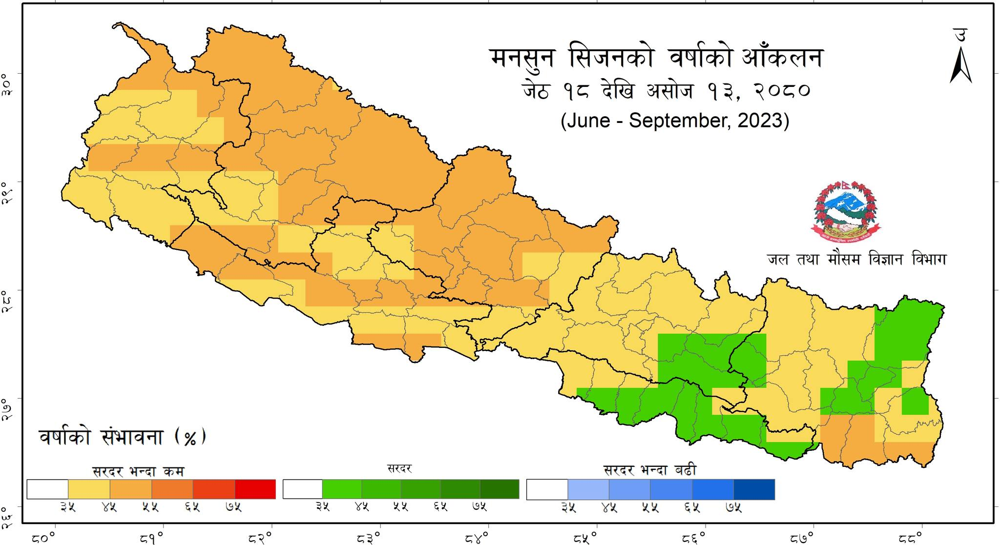 मनसुन सिजनको वर्षाको आँकलन
जेठ १८ देखि असोज १३, २०८०
(June - September, 2023)
उ
जल तथा मौसम विज्ञान विभाग
३०°
२९°
२८°
२७°
२६°
वर्षाको संभावना (%)
सरदर भन्दा कम
३५ ४५ ५५ ६५ ७५
सरदर
३५ ४५ ५५ ६५ ७५
सरदर भन्दा बढी
३५ ४५ ५५ ६५ ७५
८०° ८१° ८२° ८३° ८४° ८५° ८६° ८७° ८८°